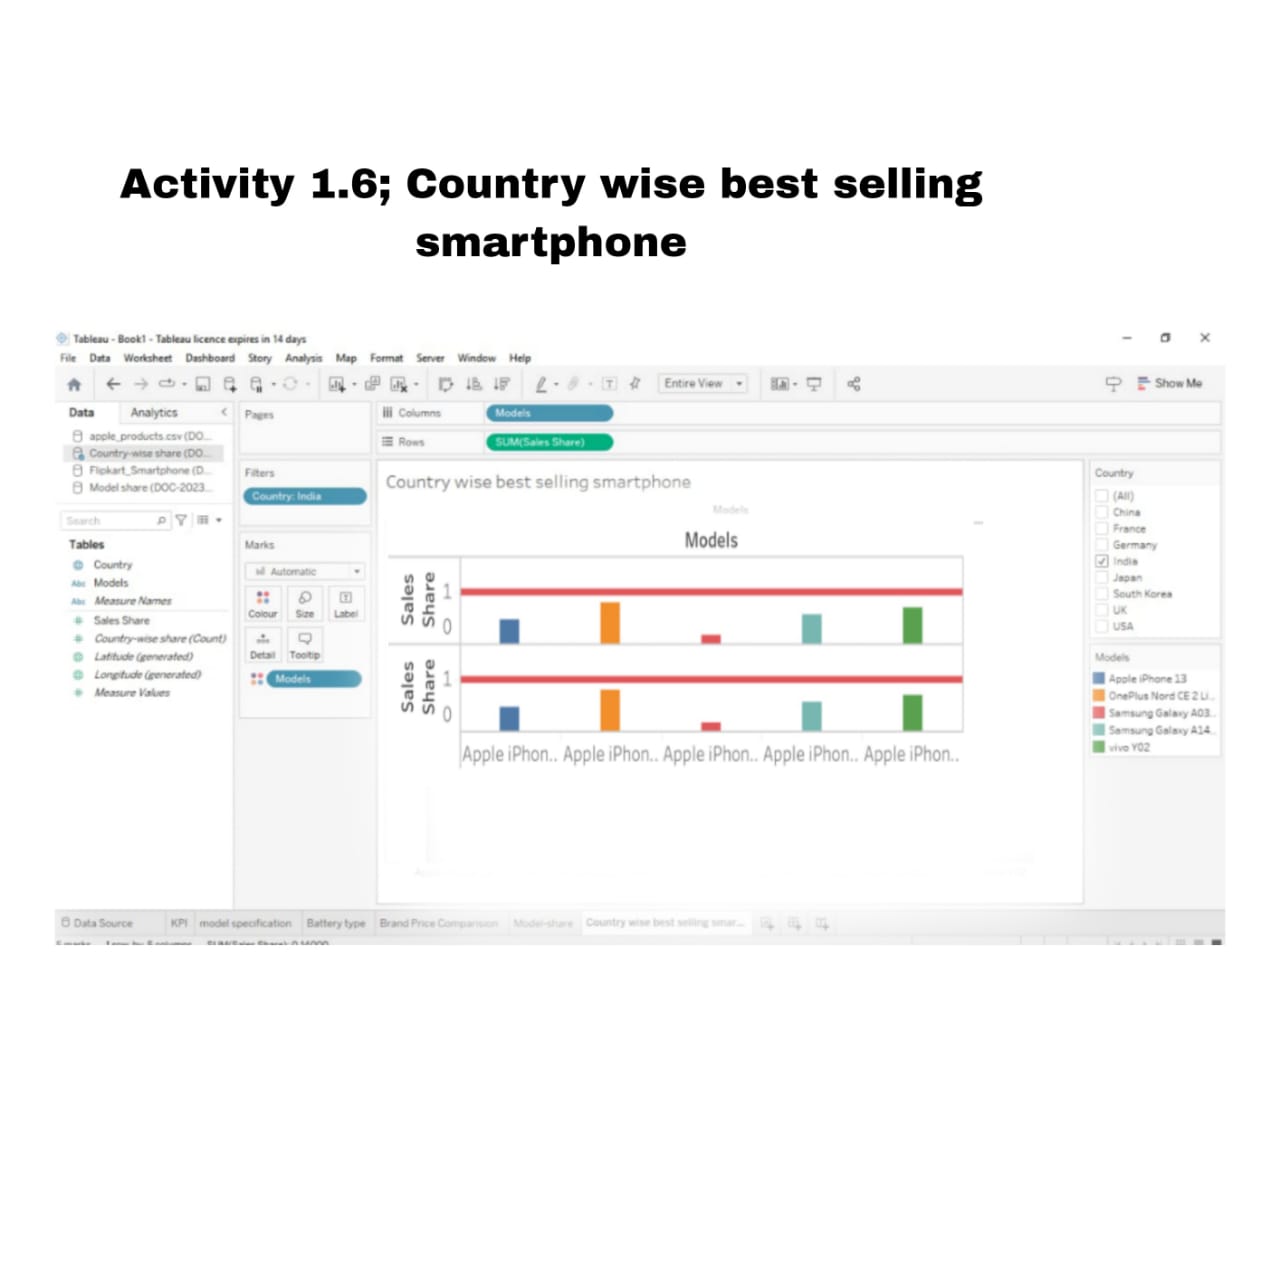 Activity 1.6; Country wise best selling
smartphone
Tableau - Book1 - Tableau licence expires in 14 days
File Data Worksheet Dashboard Story Analysis Map Format Server Window Help
Entire View
Show Me
Data Analytics
apple_products.csv (DO...
Country-wise share (DO...
Flipkart_Smartphone (D...
Model share (DOC-2023...
Search
Tables
Country
Abc Models
Abc Measure Names
Sales Share
Country-wise share (Count)
Latitude (generated)
Longitude (generated)
Measure Values
Pages
Filters
Country: India
Marks
Automatic
Colour Size Label
Detail Tooltip
Models
Columns Models
Rows SUM(Sales Share)
Country wise best selling smartphone
Models
Models
Sales
Share
1
0
Sales
Share
1
0
Apple iPhon.. Apple iPhon.. Apple iPhon.. Apple iPhon.. Apple iPhon..
Country
(All)
China
France
Germany
India
Japan
South Korea
UK
USA
Models
Apple iPhone 13
OnePlus Nord CE 2 Li..
Samsung Galaxy A03..
Samsung Galaxy A14..
vivo Y02
Data Source KPI model specification Battery type Brand Price Comparison Model-share Country wise best selling smar...